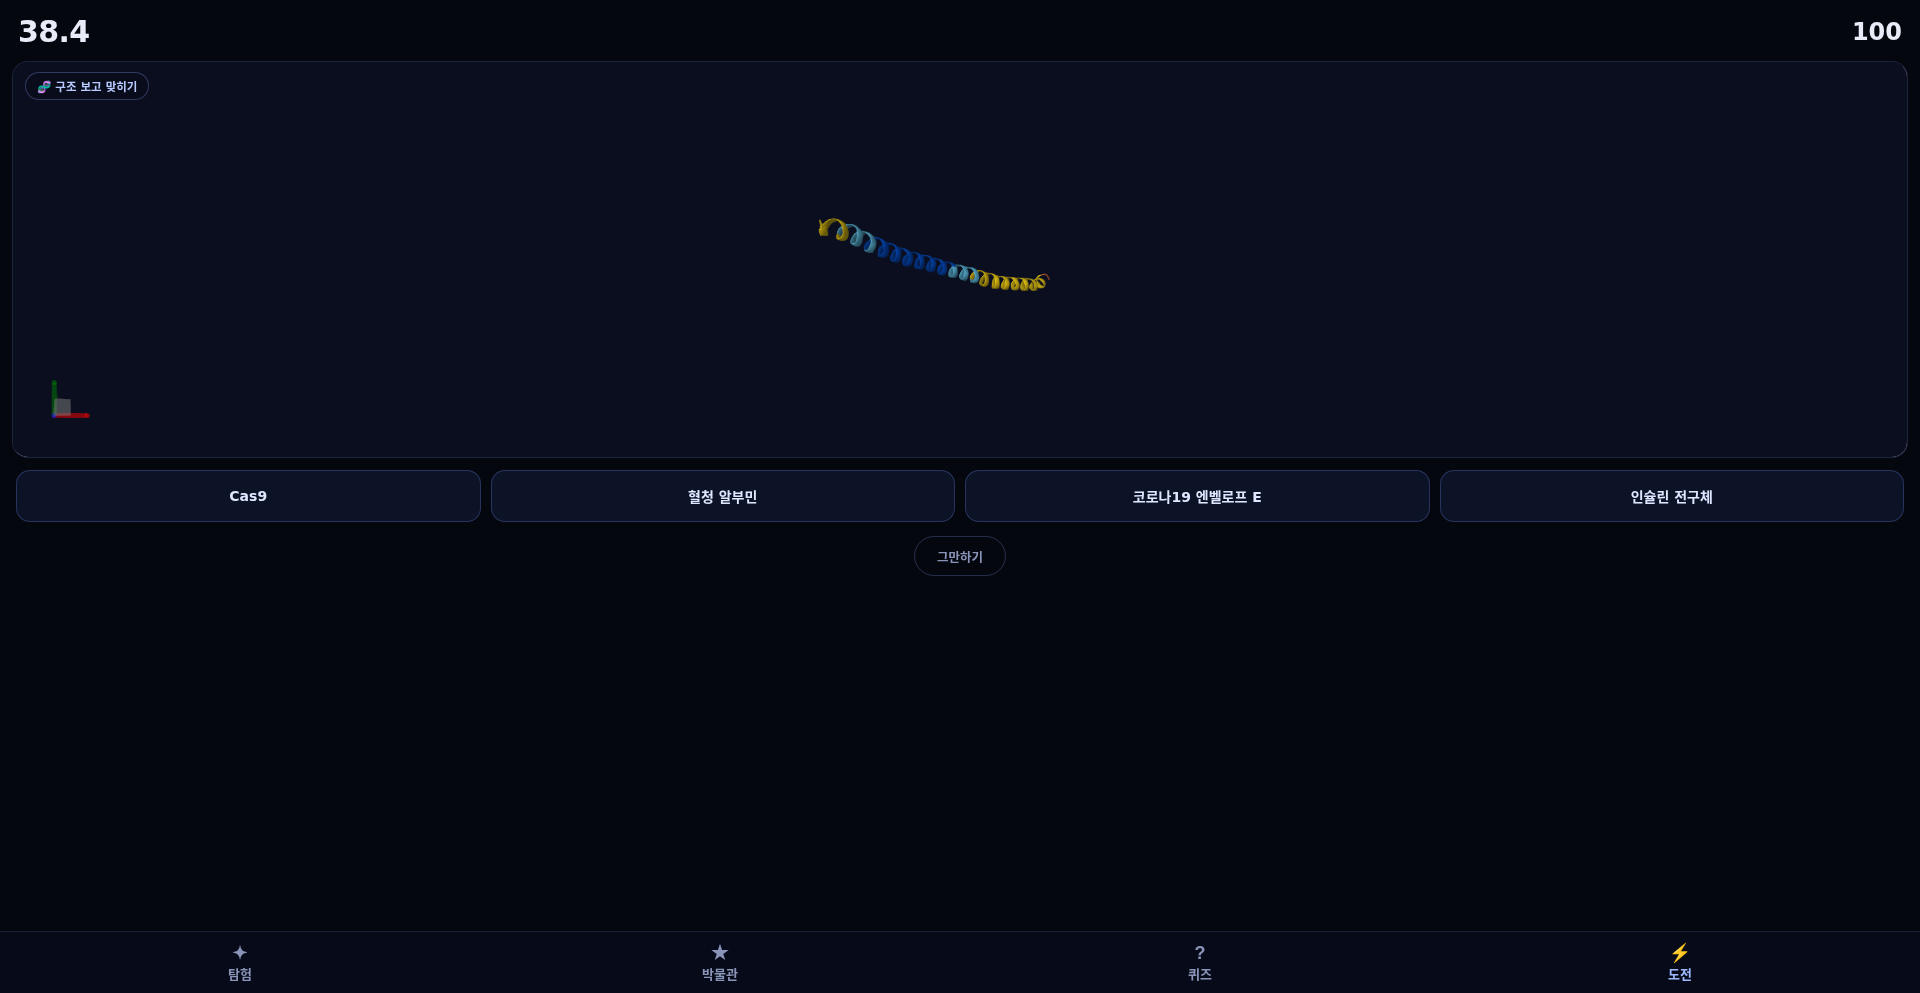 38.4
100
🧬 구조 보고 맞히기
Cas9
혈청 알부민
코로나19 엔벨로프 E
인슐린 전구체
그만하기
탐험
박물관
? 
퀴즈
도전